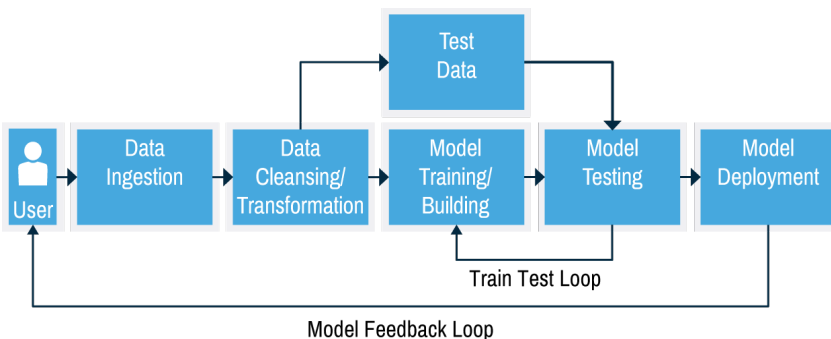 Test
Data
User
Data
Ingestion
Data
Cleansing/
Transformation
Model
Training/
Building
Model
Testing
Model
Deployment
Train Test Loop
Model Feedback Loop